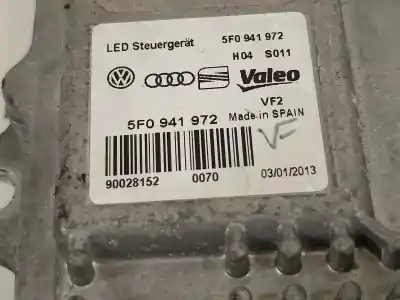 LED Steuergerät 5F0 941 972
H04 S011
Valeo
VF2
5F0 941 972 Made in SPAIN
VF
90028152 0070 03/01/2013